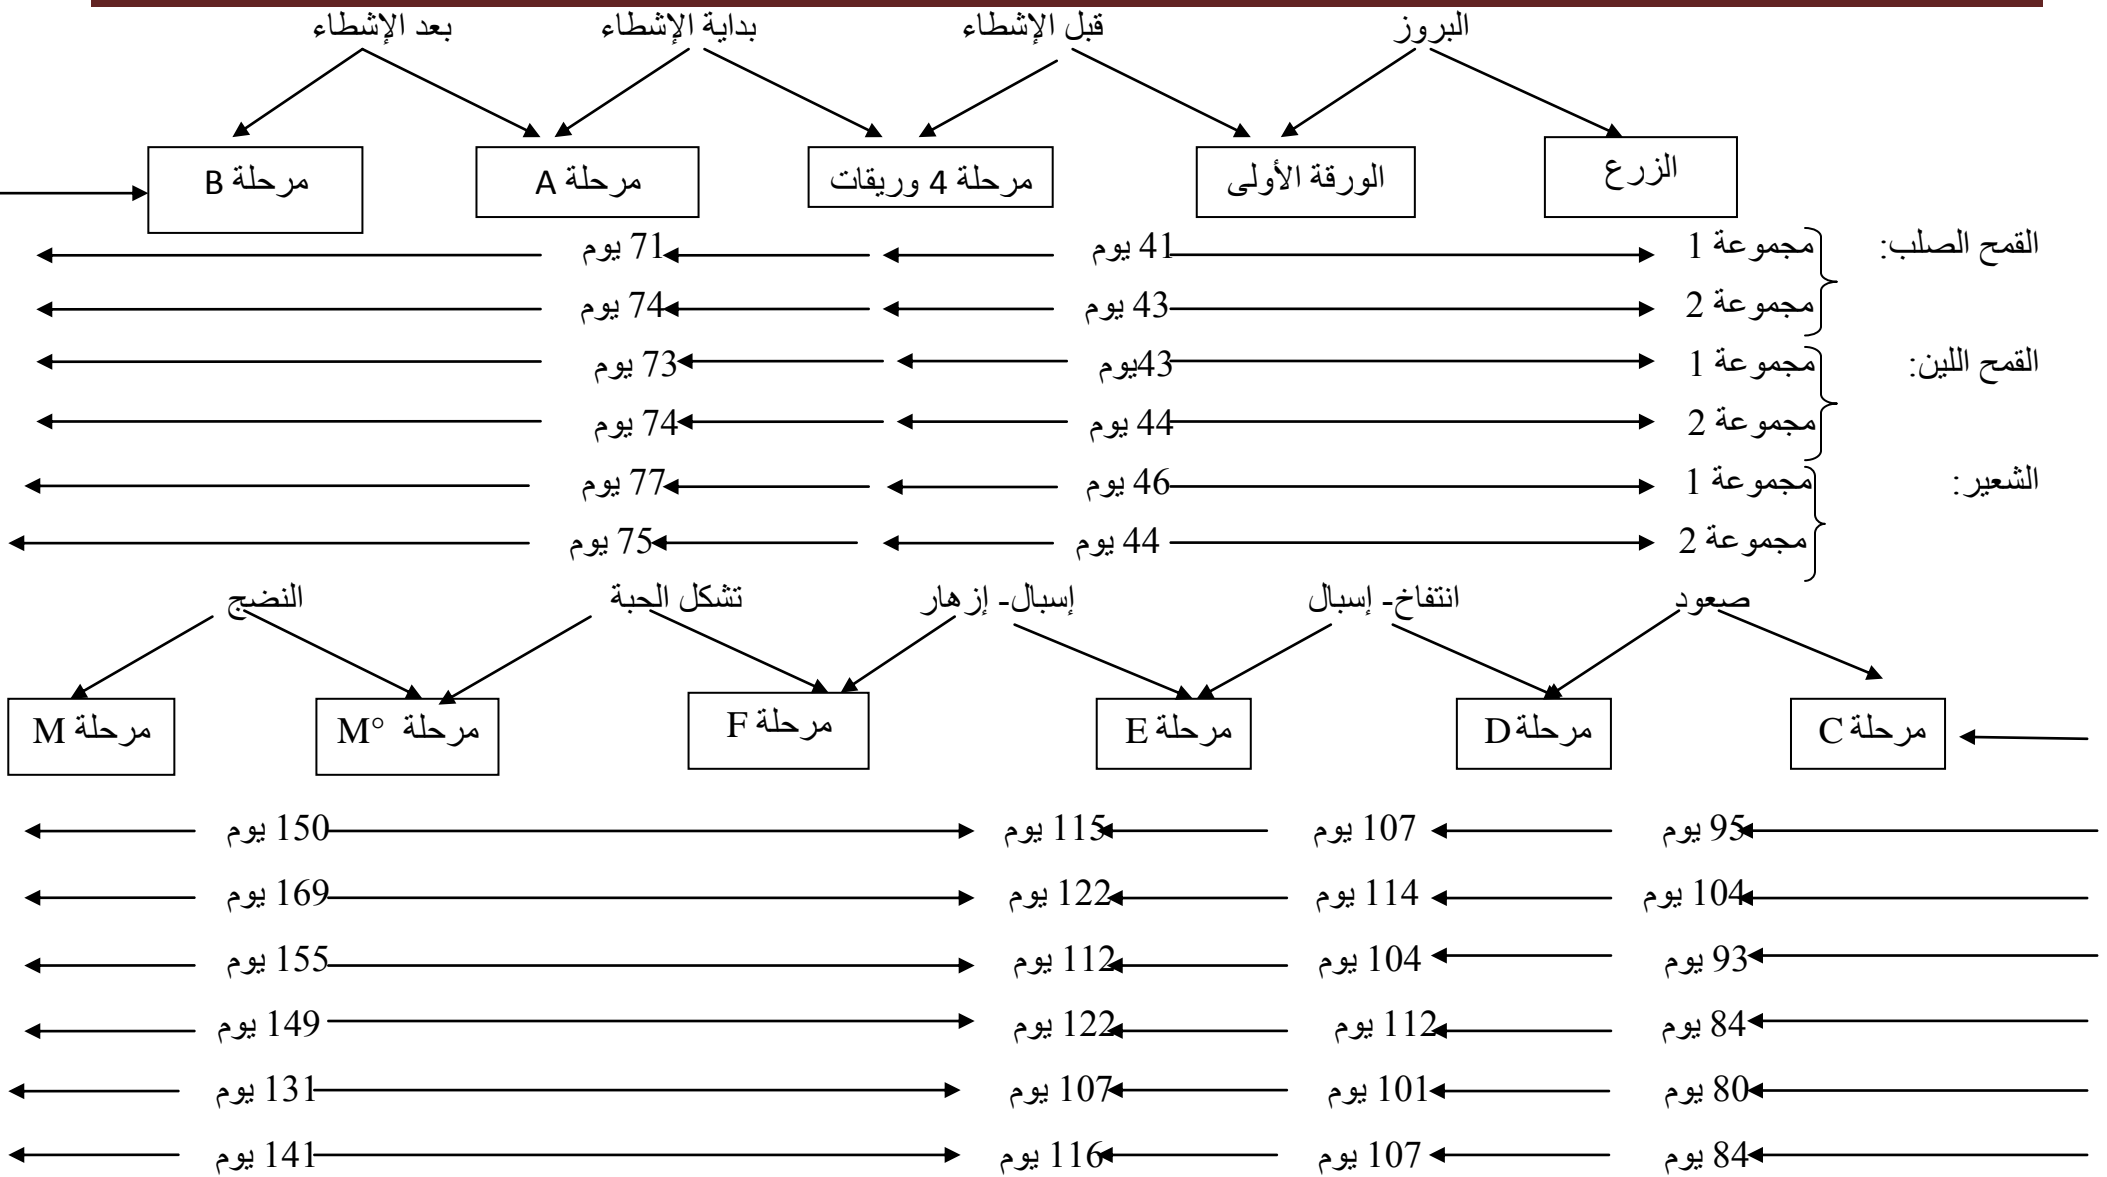 البروز قبل الإشطاء بداية الإشطاء بعد الإشطاء
الزرع الورقة الأولى مرحلة 4 وريقات مرحلة A مرحلة B
القمح الصلب: مجموعة 1 41 يوم 71 يوم
مجموعة 2 43 يوم 74 يوم
القمح اللين: مجموعة 1 43يوم 73 يوم
مجموعة 2 44 يوم 74 يوم
الشعير: مجموعة 1 46 يوم 77 يوم
مجموعة 2 44 يوم 75 يوم
صعود انتفاخ- إسبال إسبال- إزهار تشكل الحبة النضج
مرحلة C مرحلة D مرحلة E مرحلة F مرحلة M° مرحلة M
95 يوم 107 يوم 115 يوم 150 يوم
104 يوم 114 يوم 122 يوم 169 يوم
93 يوم 104 يوم 112 يوم 155 يوم
84 يوم 112 يوم 122 يوم 149 يوم
80 يوم 101 يوم 107 يوم 131 يوم
84 يوم 107 يوم 116 يوم 141 يوم